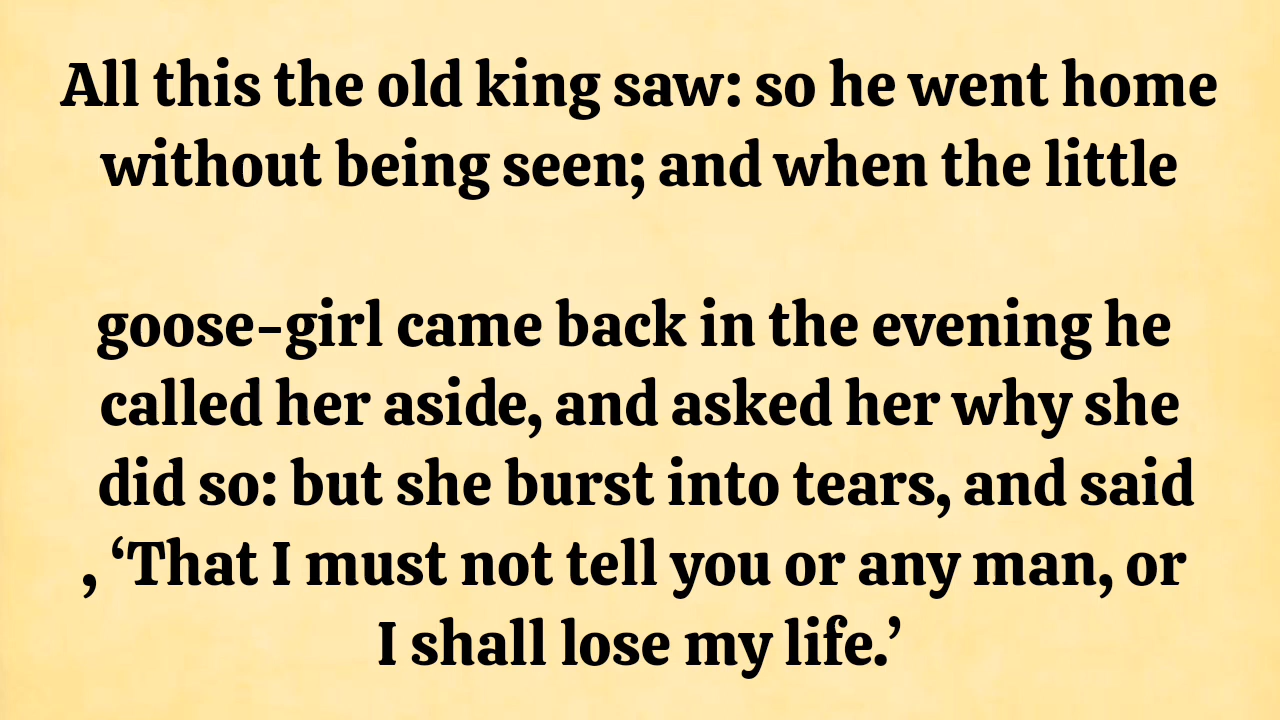 All this the old king saw: so he went home
without being seen; and when the little
goose-girl came back in the evening he
called her aside, and asked her why she
did so: but she burst into tears, and said
, ‘That I must not tell you or any man, or
I shall lose my life.’